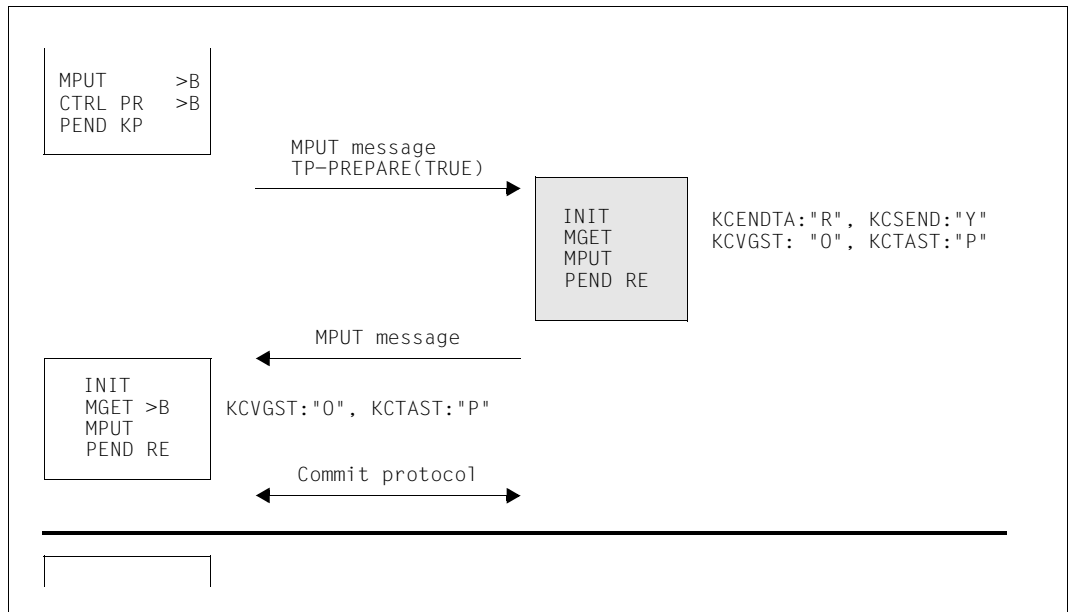 MPUT >B
CTRL PR >B
PEND KP
MPUT message
TP-PREPARE(TRUE)
INIT
MGET
MPUT
PEND RE
KCENDTA:"R", KCSEND:"Y"
KCVGST: "O", KCTAST:"P"
MPUT message
INIT
MGET >B
MPUT
PEND RE
KCVGST:"O", KCTAST:"P"
Commit protocol